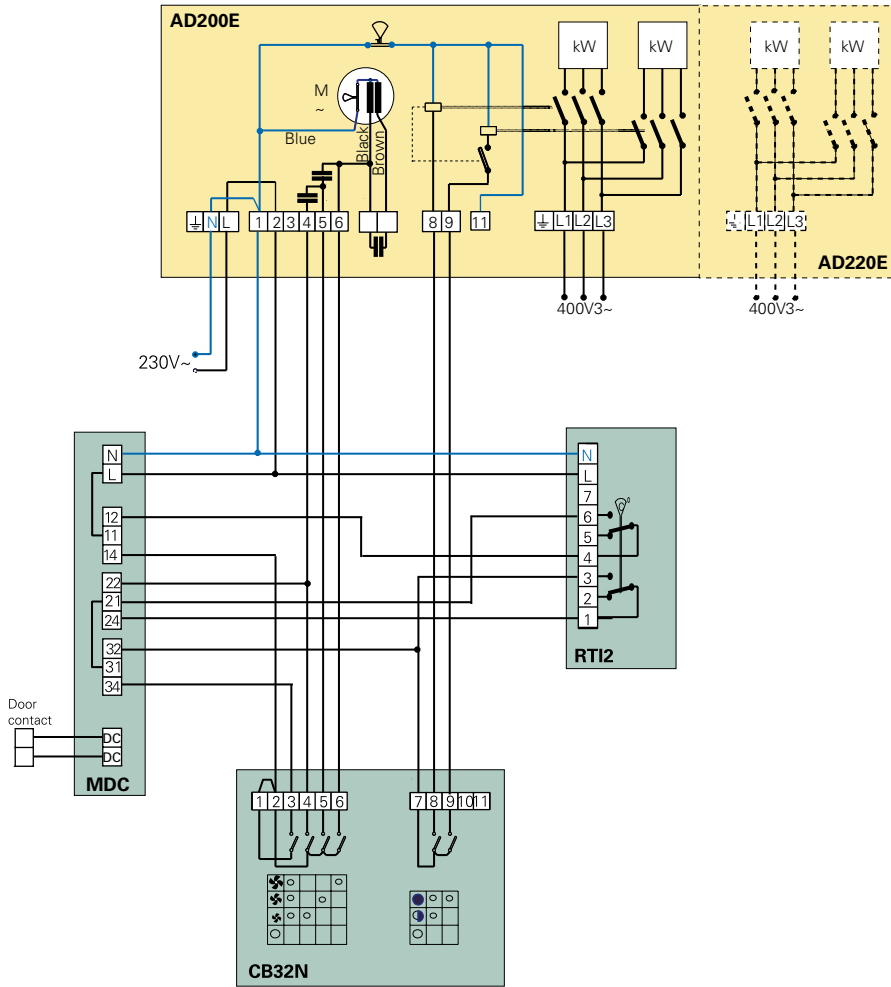 AD200E
kW kW kW kW
M
~
Blue
Black
Brown
N L 1 2 3 4 5 6 8 9 11 L1 L2 L3 L1 L2 L3
AD220E
400V3~ 400V3~
230V~
N
L
12
11
14
22
21
24
32
31
34
DC
DC
MDC
Door
contact
N
L
7
6
5
4
3
2
1
RTI2
1 2 3 4 5 6 7 8 9 10 11
CB32N